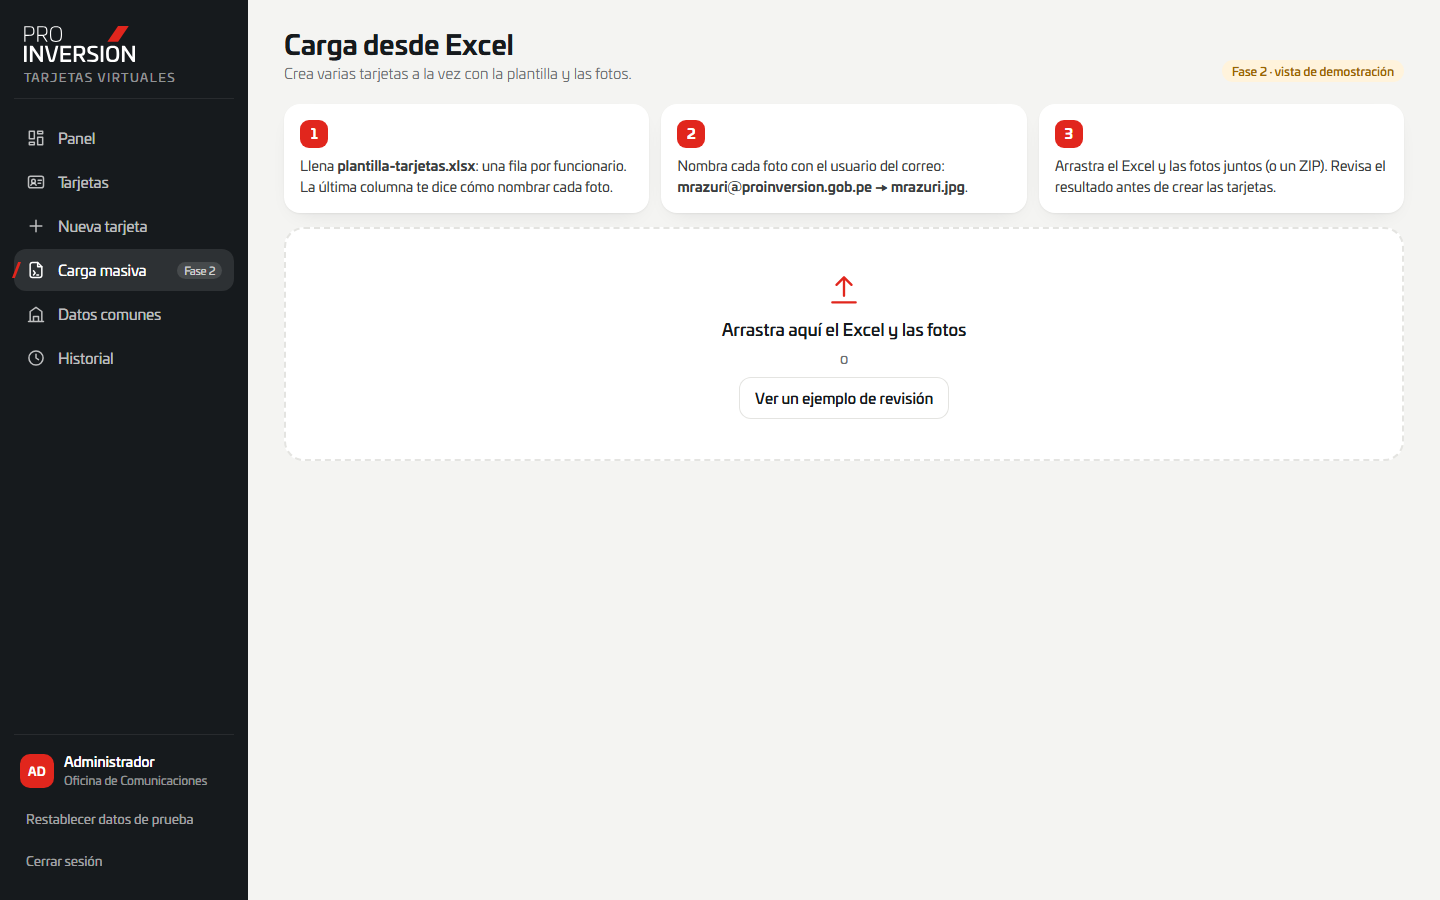 PRO
INVERSIÓN
TARJETAS VIRTUALES
Panel
Tarjetas
Nueva tarjeta
Carga masiva
Fase 2
Datos comunes
Historial
AD
Administrador
Oficina de Comunicaciones
Restablecer datos de prueba
Cerrar sesión
Carga desde Excel
Crea varias tarjetas a la vez con la plantilla y las fotos.
Fase 2 · vista de demostración
1
Llena plantilla-tarjetas.xlsx: una fila por funcionario.
La última columna te dice cómo nombrar cada foto.
2
Nombra cada foto con el usuario del correo:
mrazuri@proinversion.gob.pe → mrazuri.jpg.
3
Arrastra el Excel y las fotos juntos (o un ZIP). Revisa el
resultado antes de crear las tarjetas.
Arrastra aquí el Excel y las fotos
o
Ver un ejemplo de revisión